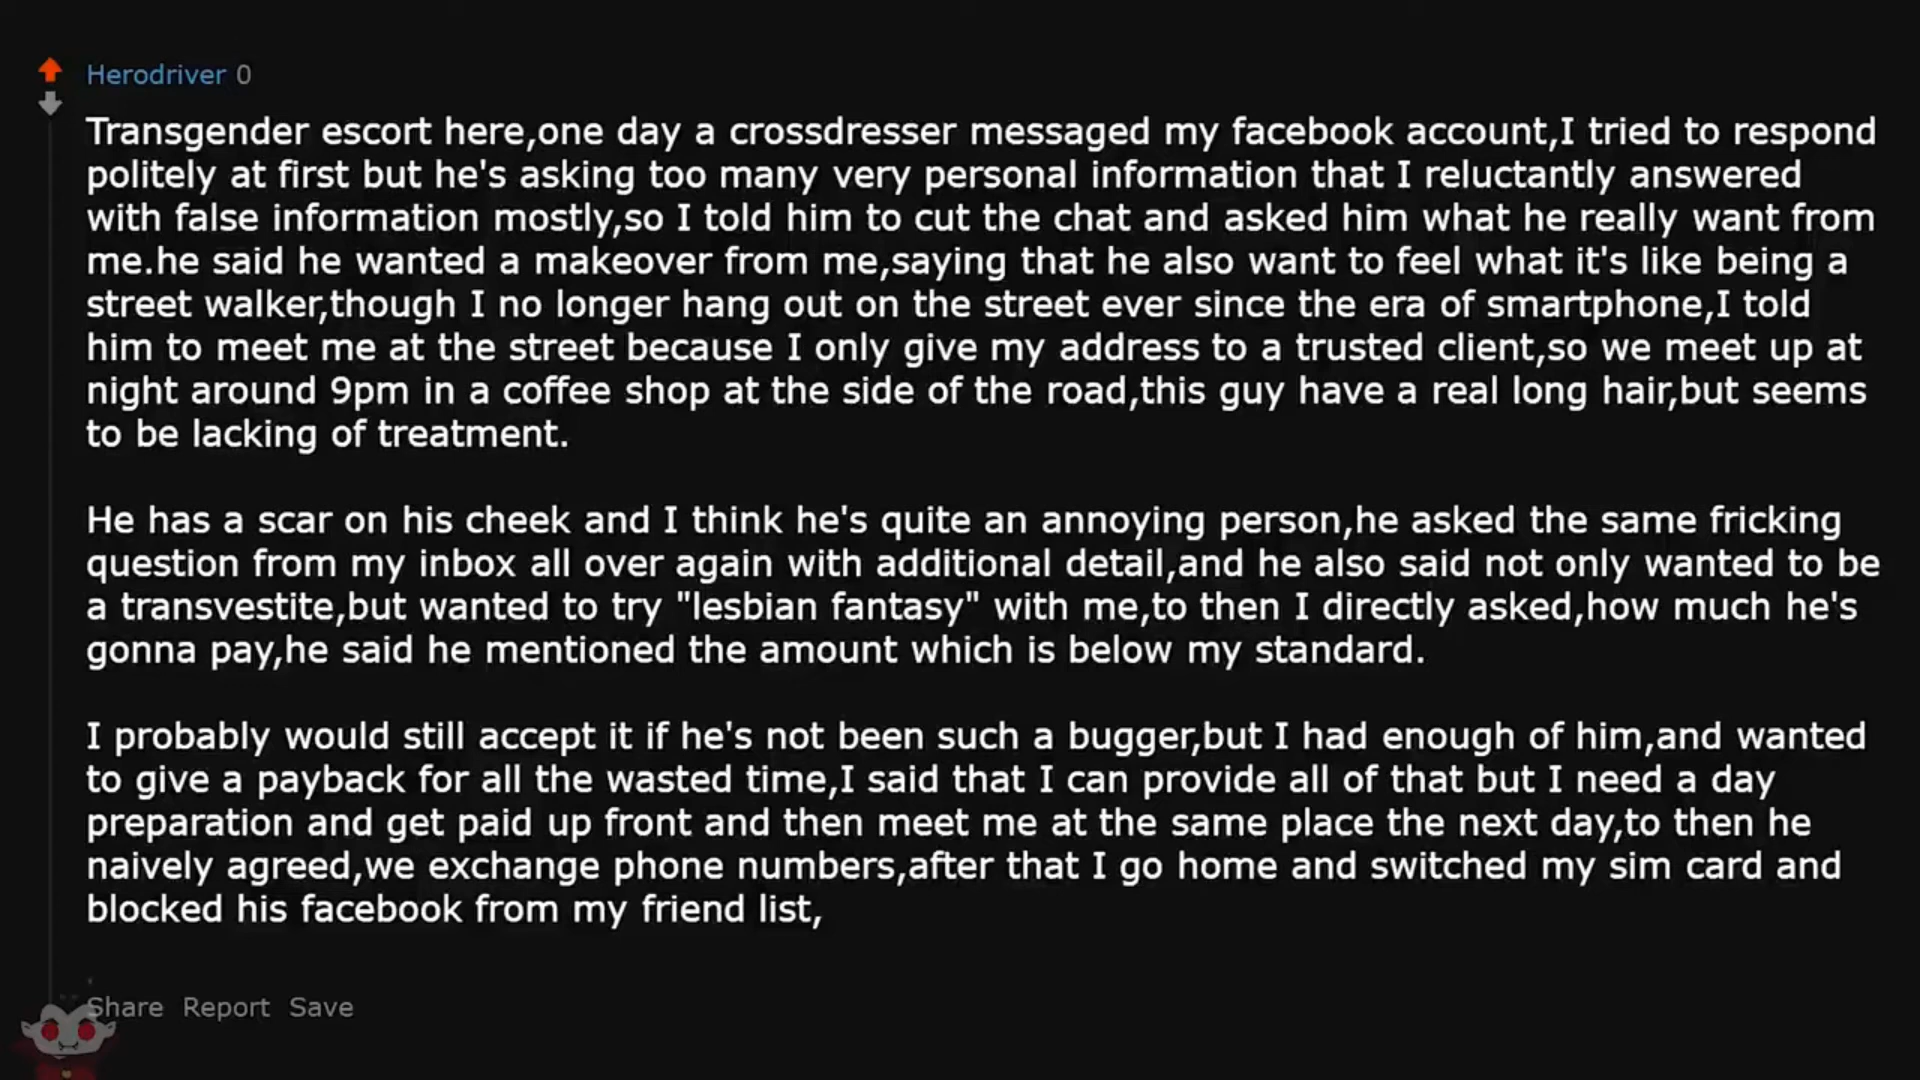 Herodriver 0
Transgender escort here,one day a crossdresser messaged my facebook account,I tried to respond
politely at first but he's asking too many very personal information that I reluctantly answered
with false information mostly,so I told him to cut the chat and asked him what he really want from
me.he said he wanted a makeover from me,saying that he also want to feel what it's like being a
street walker,though I no longer hang out on the street ever since the era of smartphone,I told
him to meet me at the street because I only give my address to a trusted client,so we meet up at
night around 9pm in a coffee shop at the side of the road,this guy have a real long hair,but seems
to be lacking of treatment.
He has a scar on his cheek and I think he's quite an annoying person,he asked the same fricking
question from my inbox all over again with additional detail,and he also said not only wanted to be
a transvestite,but wanted to try "lesbian fantasy" with me,to then I directly asked,how much he's
gonna pay,he said he mentioned the amount which is below my standard.
I probably would still accept it if he's not been such a bugger,but I had enough of him,and wanted
to give a payback for all the wasted time,I said that I can provide all of that but I need a day
preparation and get paid up front and then meet me at the same place the next day,to then he
naively agreed,we exchange phone numbers,after that I go home and switched my sim card and
blocked his facebook from my friend list,
Share Report Save